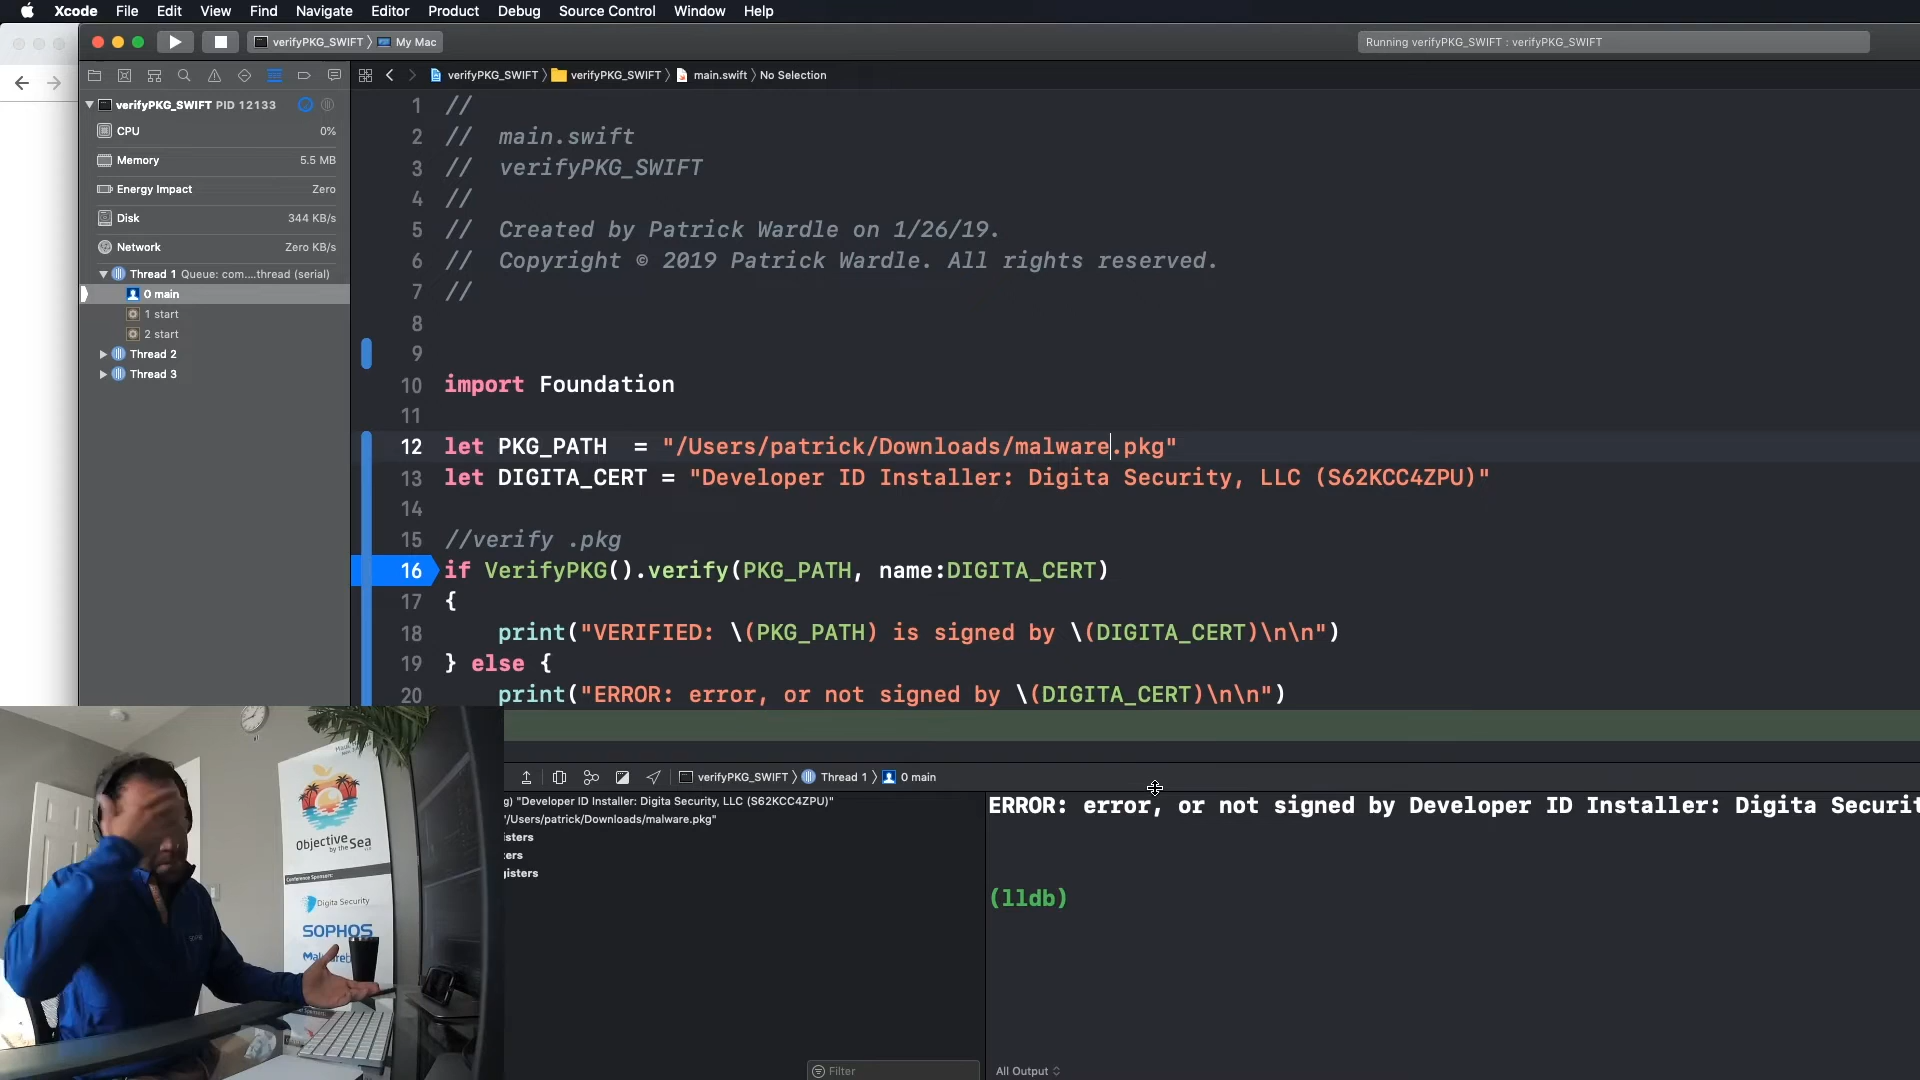 Xcode File Edit View Find Navigate Editor Product Debug Source Control Window Help
verifyPKG_SWIFT My Mac
Running verifyPKG_SWIFT : verifyPKG_SWIFT
verifyPKG_SWIFT verifyPKG_SWIFT main.swift No Selection
verifyPKG_SWIFT PID 12133
CPU 0%
Memory 5.5 MB
Energy Impact Zero
Disk 344 KB/s
Network Zero KB/s
Thread 1 Queue: com....thread (serial)
0 main
1 start
2 start
Thread 2
Thread 3
1 //
2 // main.swift
3 // verifyPKG_SWIFT
4 //
5 // Created by Patrick Wardle on 1/26/19.
6 // Copyright © 2019 Patrick Wardle. All rights reserved.
7 //
8
9
10 import Foundation
11
12 let PKG_PATH = "/Users/patrick/Downloads/malware.pkg"
13 let DIGITA_CERT = "Developer ID Installer: Digita Security, LLC (S62KCC4ZPU)"
14
15 //verify .pkg
16 if VerifyPKG().verify(PKG_PATH, name:DIGITA_CERT)
17 {
18 print("VERIFIED: \(PKG_PATH) is signed by \(DIGITA_CERT)\n\n")
19 } else {
20 print("ERROR: error, or not signed by \(DIGITA_CERT)\n\n")
verifyPKG_SWIFT Thread 1 0 main
g) "Developer ID Installer: Digita Security, LLC (S62KCC4ZPU)"
"/Users/patrick/Downloads/malware.pkg"
isters
ters
gisters
Filter
ERROR: error, or not signed by Developer ID Installer: Digita Securit
(lldb)
All Output
Objective
by the Sea
Conference Sponsors:
Digita Security
SOPHOS